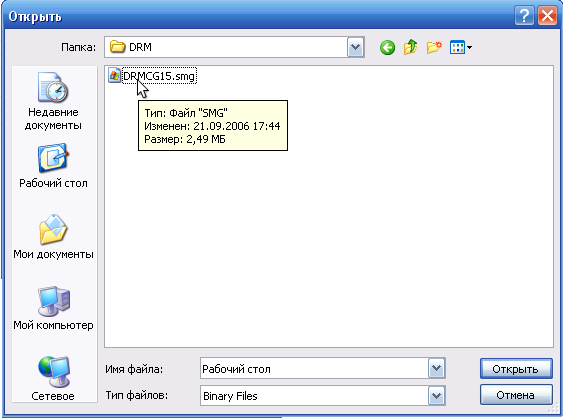 Открыть
Папка: DRM
DRMCG15.smg
Тип: Файл "SMG"
Изменен: 21.09.2006 17:44
Размер: 2,49 МБ
Недавние
документы
Рабочий стол
Мои документы
Мой компьютер
Сетевое
Имя файла: Рабочий стол Открыть
Тип файлов: Binary Files Отмена